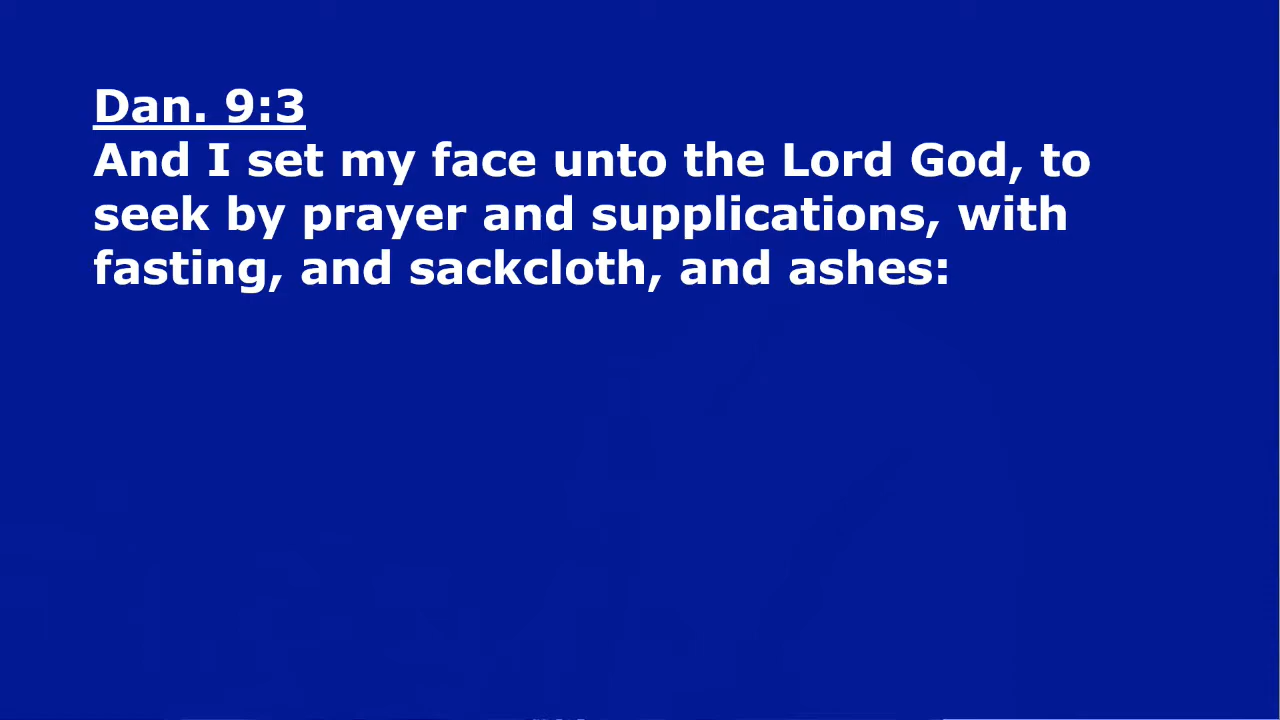 Dan. 9:3
And I set my face unto the Lord God, to
seek by prayer and supplications, with
fasting, and sackcloth, and ashes: